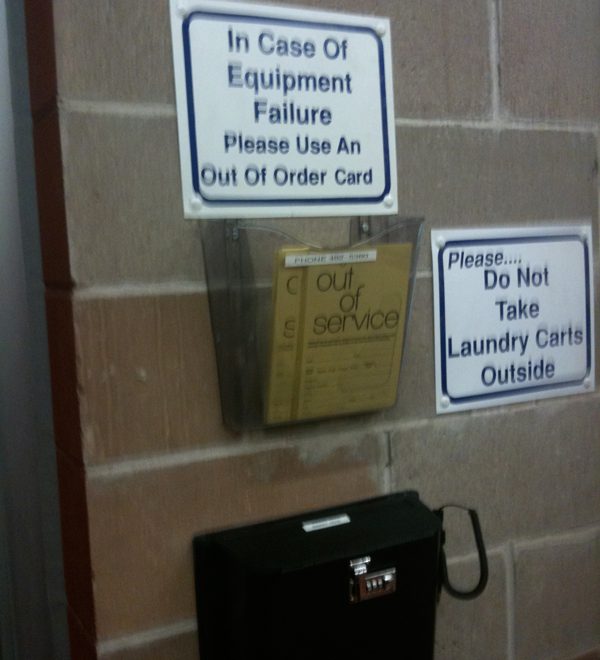 In Case Of
Equipment
Failure
Please Use An
Out Of Order Card
out
of
service
Please....
Do Not
Take
Laundry Carts
Outside